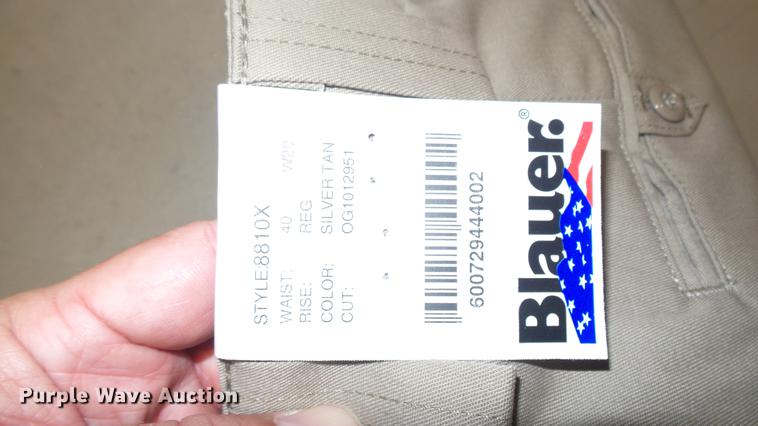 Blauer.®
600729444002
STYLE:8810X
WAIST: 40
RISE: REG
COLOR: SILVER TAN
CUT: OG1012951
Purple Wave Auction